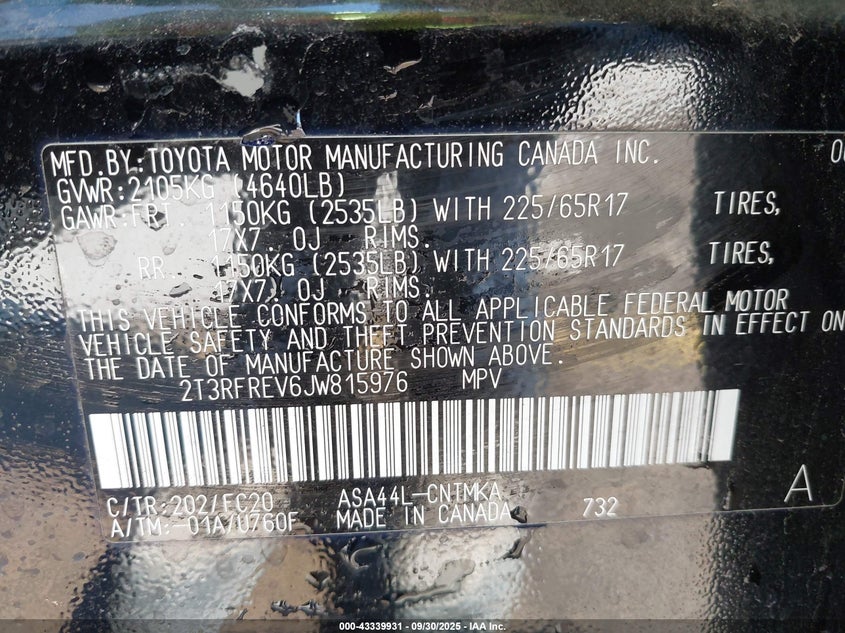 MFD.BY:TOYOTA MOTOR MANUFACTURING CANADA INC.
GVWR:2105KG (4640LB)
GAWR:FRT. 1150KG (2535LB) WITH 225/65R17 TIRES,
17X7. 0J RIMS.
RR. 1150KG (2535LB) WITH 225/65R17 TIRES,
17X7. 0J RIMS.
THIS VEHICLE CONFORMS TO ALL APPLICABLE FEDERAL MOTOR
VEHICLE SAFETY AND THEFT PREVENTION STANDARDS IN EFFECT ON
THE DATE OF MANUFACTURE SHOWN ABOVE.
2T3RFREV6JW815976 MPV
C/TR:202/FC20 ASA44L-CNTMKA
A/TM:-01A/U760F MADE IN CANADA 732 A
000-43339931 - 09/30/2025 - IAA Inc.